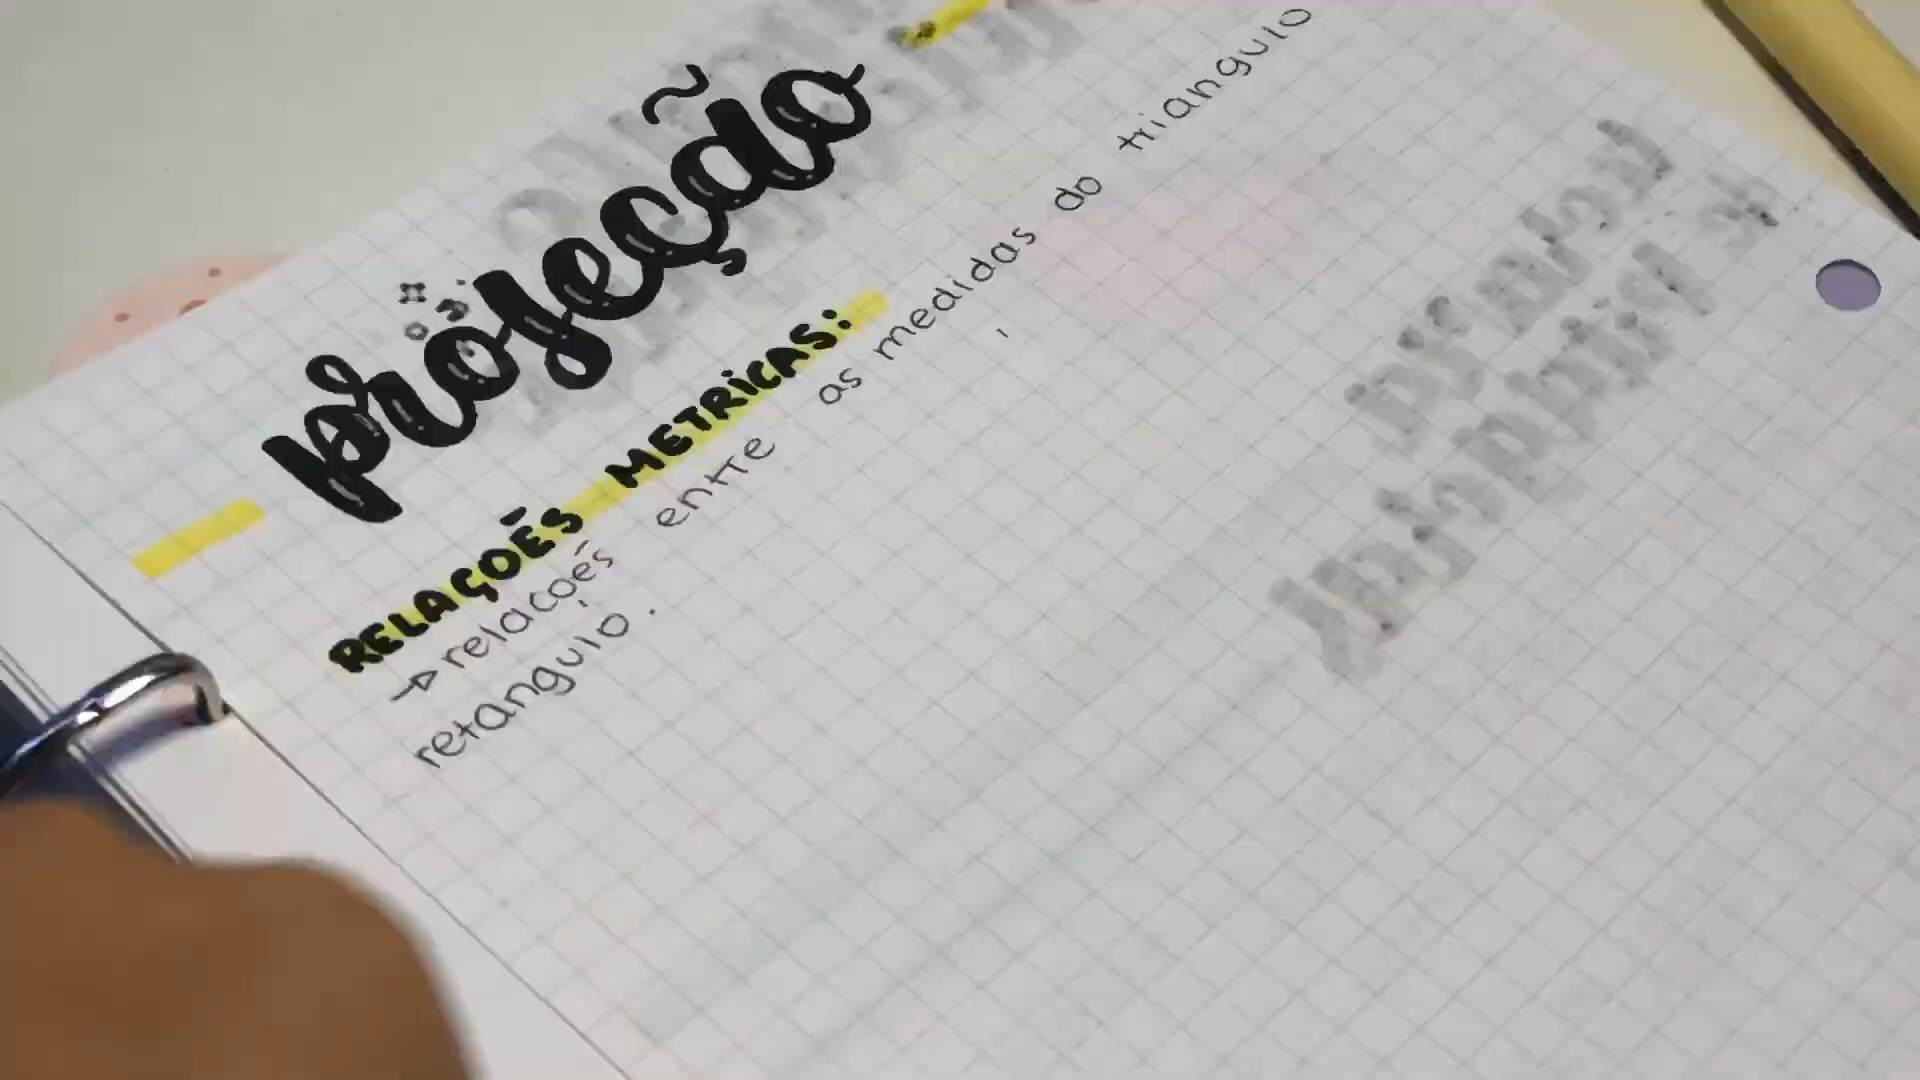 projeção
RELAÇÕES METRICAS:
→ relações entre as medidas do triangulo
retangulo.